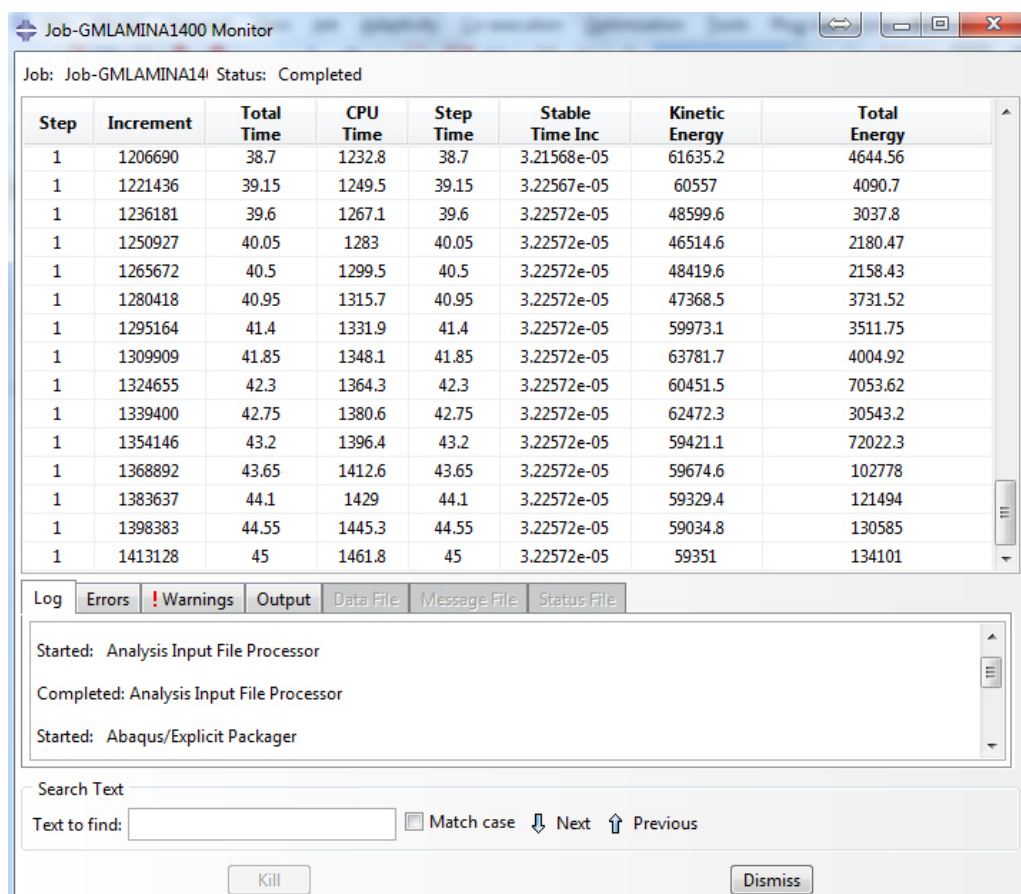 Job-GMLAMINA1400 Monitor
Job: Job-GMLAMINA14 Status: Completed
Step Increment Total Time CPU Time Step Time Stable Time Inc Kinetic Energy Total Energy
1 1206690 38.7 1232.8 38.7 3.21568e-05 61635.2 4644.56
1 1221436 39.15 1249.5 39.15 3.22567e-05 60557 4090.7
1 1236181 39.6 1267.1 39.6 3.22572e-05 48599.6 3037.8
1 1250927 40.05 1283 40.05 3.22572e-05 46514.6 2180.47
1 1265672 40.5 1299.5 40.5 3.22572e-05 48419.6 2158.43
1 1280418 40.95 1315.7 40.95 3.22572e-05 47368.5 3731.52
1 1295164 41.4 1331.9 41.4 3.22572e-05 59973.1 3511.75
1 1309909 41.85 1348.1 41.85 3.22572e-05 63781.7 4004.92
1 1324655 42.3 1364.3 42.3 3.22572e-05 60451.5 7053.62
1 1339400 42.75 1380.6 42.75 3.22572e-05 62472.3 30543.2
1 1354146 43.2 1396.4 43.2 3.22572e-05 59421.1 72022.3
1 1368892 43.65 1412.6 43.65 3.22572e-05 59674.6 102778
1 1383637 44.1 1429 44.1 3.22572e-05 59329.4 121494
1 1398383 44.55 1445.3 44.55 3.22572e-05 59034.8 130585
1 1413128 45 1461.8 45 3.22572e-05 59351 134101
Log Errors ! Warnings Output Data File Message File Status File
Started: Analysis Input File Processor
Completed: Analysis Input File Processor
Started: Abaqus/Explicit Packager
Search Text
Text to find: Match case Next Previous
Kill Dismiss